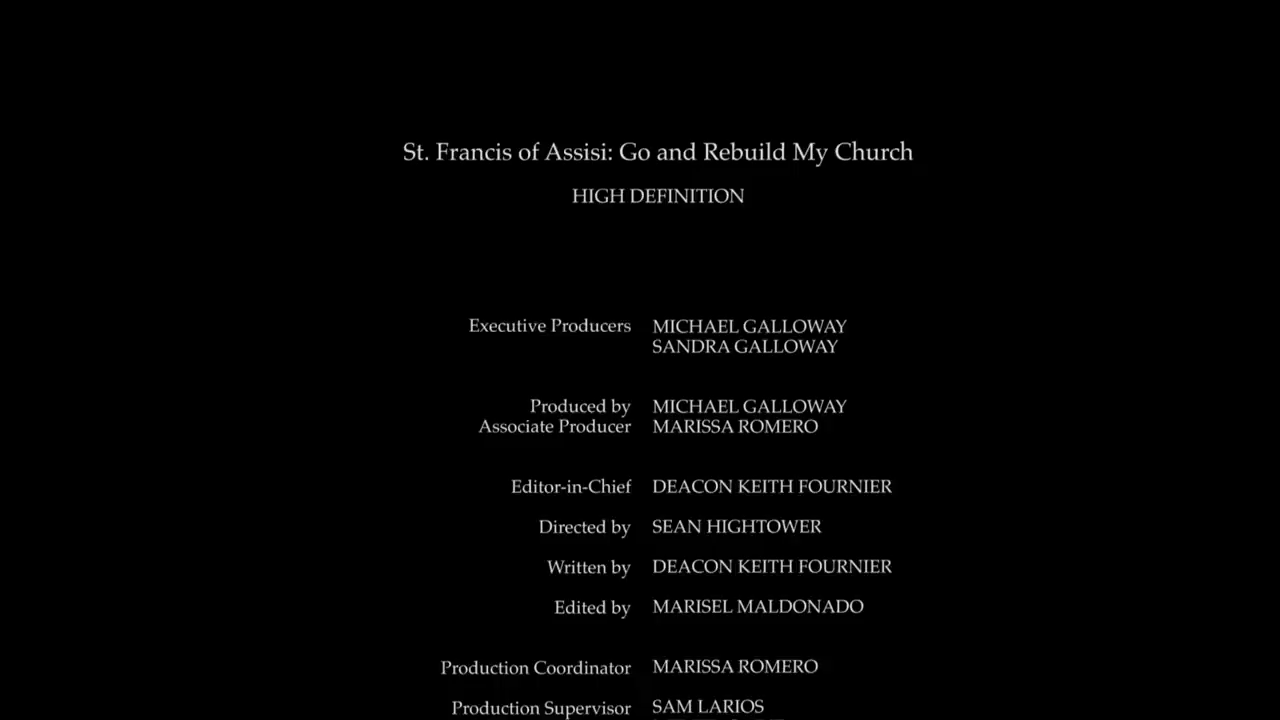 St. Francis of Assisi: Go and Rebuild My Church
HIGH DEFINITION
Executive Producers MICHAEL GALLOWAY
SANDRA GALLOWAY
Produced by MICHAEL GALLOWAY
Associate Producer MARISSA ROMERO
Editor-in-Chief DEACON KEITH FOURNIER
Directed by SEAN HIGHTOWER
Written by DEACON KEITH FOURNIER
Edited by MARISEL MALDONADO
Production Coordinator MARISSA ROMERO
Production Supervisor SAM LARIOS